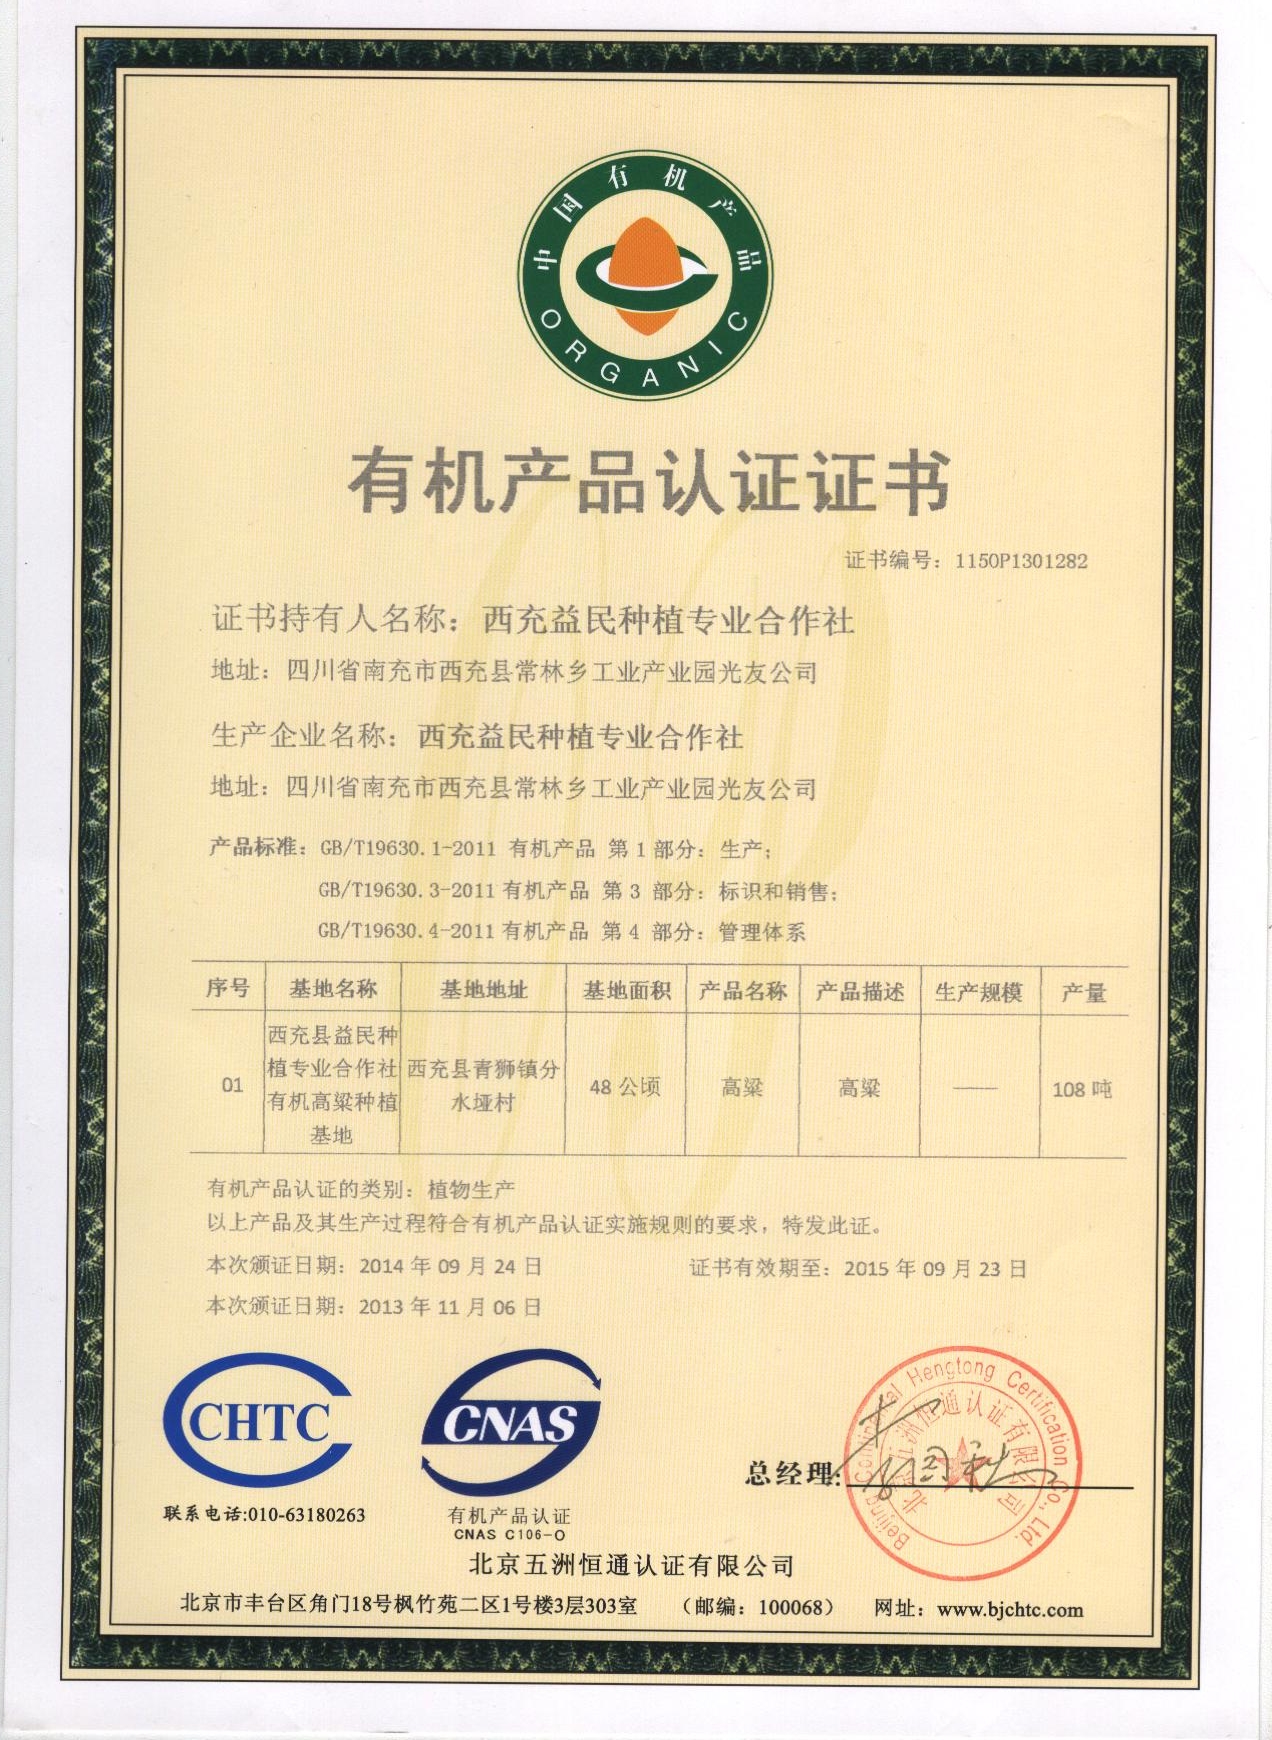 中国有机产品
ORGANIC
有机产品认证证书
证书编号：1150P1301282
证书持有人名称：西充益民种植专业合作社
地址：四川省南充市西充县常林乡工业产业园光友公司
生产企业名称：西充益民种植专业合作社
地址：四川省南充市西充县常林乡工业产业园光友公司
产品标准：GB/T19630.1-2011 有机产品 第 1 部分：生产；
GB/T19630.3-2011 有机产品 第 3 部分：标识和销售；
GB/T19630.4-2011 有机产品 第 4 部分：管理体系
序号 基地名称 基地地址 基地面积 产品名称 产品描述 生产规模 产量
01 西充县益民种植专业合作社有机高粱种植基地 西充县青狮镇分水垭村 48 公顷 高粱 高粱 —— 108 吨
有机产品认证的类别：植物生产
以上产品及其生产过程符合有机产品认证实施规则的要求，特发此证。
本次颁证日期：2014 年 09 月 24 日 证书有效期至：2015 年 09 月 23 日
本次颁证日期：2013 年 11 月 06 日
CHTC
CNAS
总经理:
联系电话:010-63180263
有机产品认证
CNAS C106-O
Beijing Continental Hengtong Certification Co., Ltd.
北京五洲恒通认证有限公司
北京五洲恒通认证有限公司
北京市丰台区角门18号枫竹苑二区1号楼3层303室 （邮编：100068） 网址：www.bjchtc.com